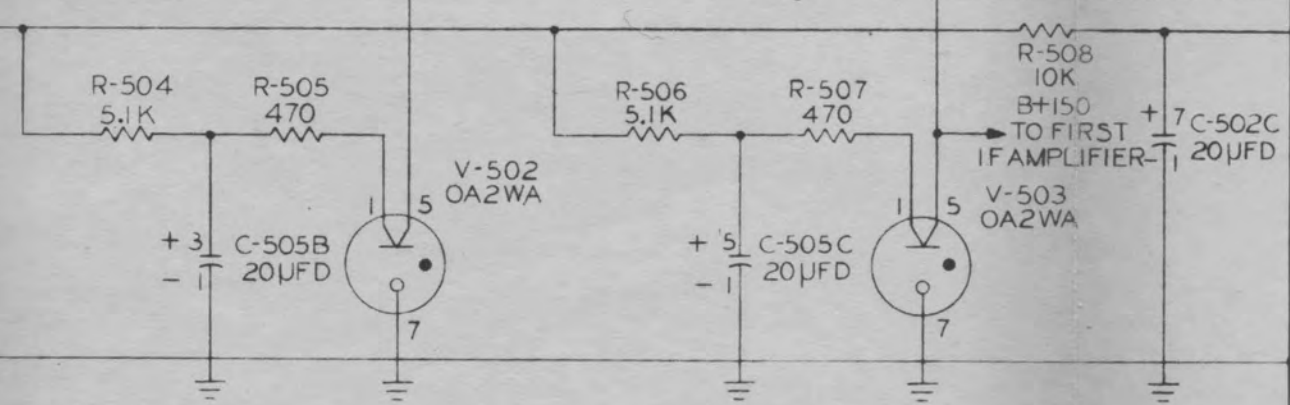 R-504
5.1K
R-505
470
V-502
OA2WA
1 5
7
+ 3
- 1
C-505B
20µFD
R-506
5.1K
R-507
470
+ 5
- 1
C-505C
20µFD
1 5
7
V-503
OA2WA
R-508
10K
B+150
TO FIRST
IF AMPLIFIER
+ 7
- 1
C-502C
20µFD